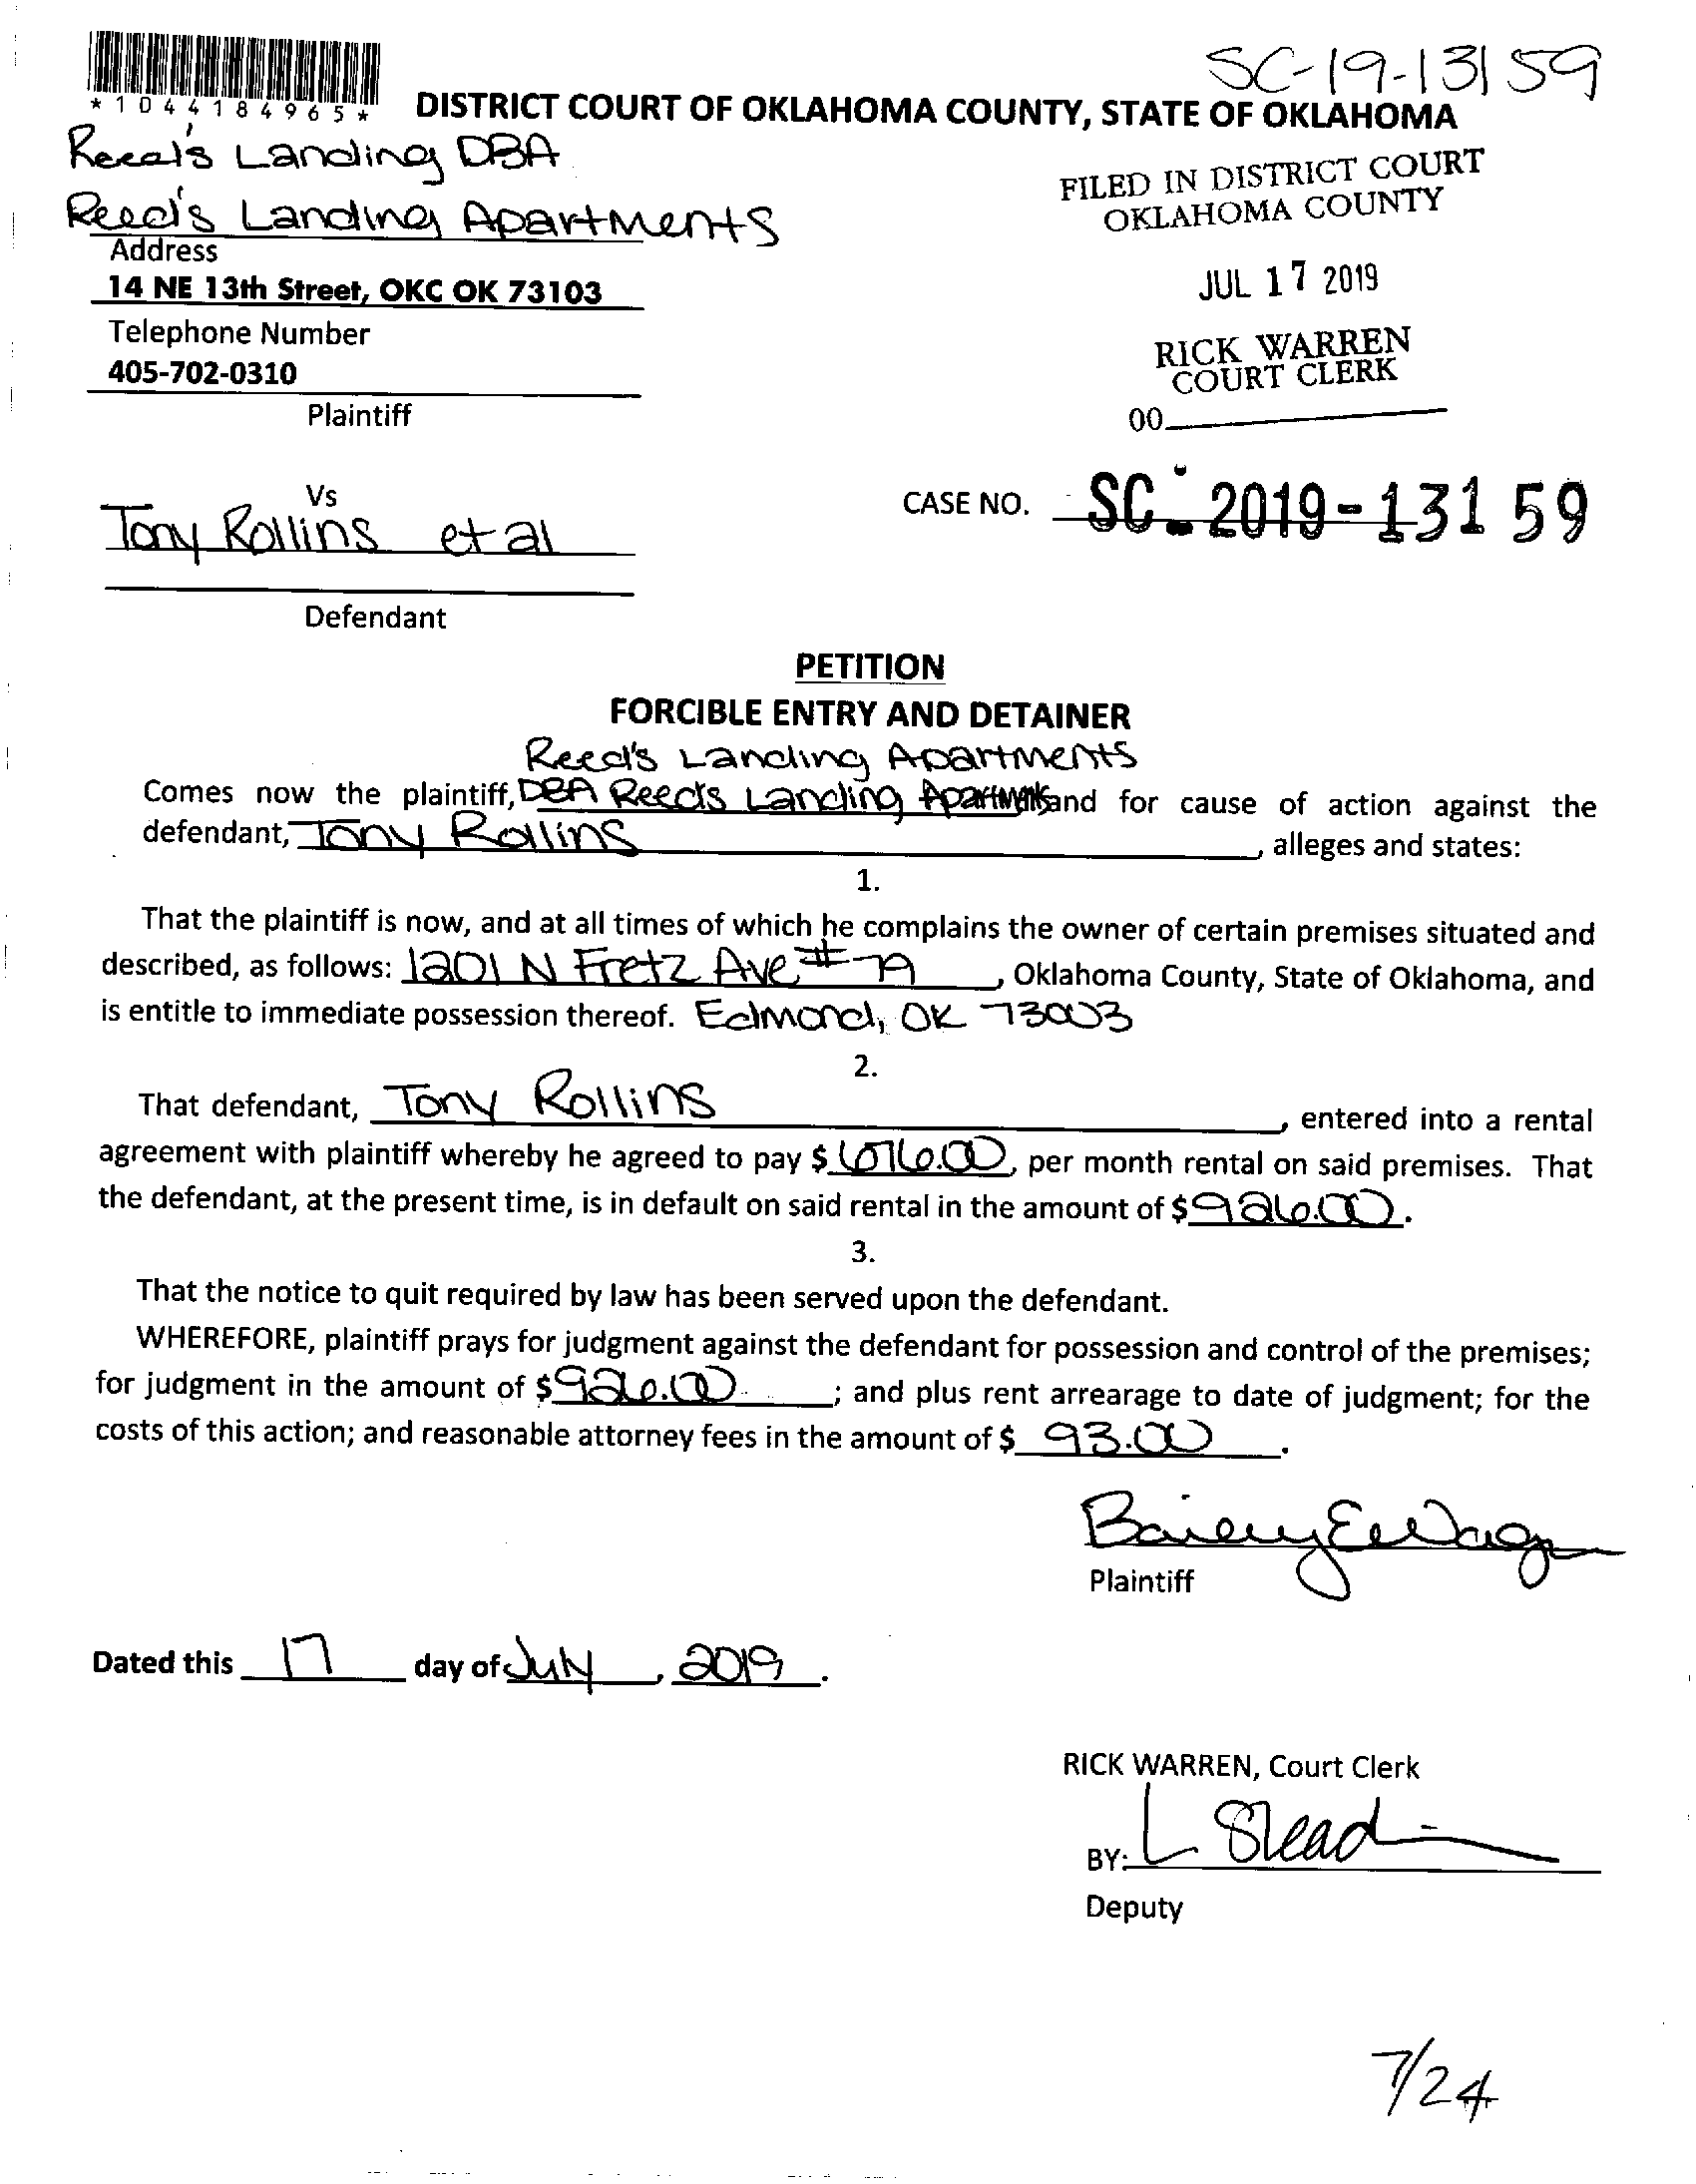 SC-19-13159
*1044184965*
DISTRICT COURT OF OKLAHOMA COUNTY, STATE OF OKLAHOMA
Reed's Landing DBA
Reed's Landing Apartments
Address
14 NE 13th Street, OKC OK 73103
Telephone Number
405-702-0310
Plaintiff
FILED IN DISTRICT COURT
OKLAHOMA COUNTY
JUL 17 2019
RICK WARREN
COURT CLERK
00
Vs
Tony Rollins et al
Defendant
CASE NO. SC-2019-13159
PETITION
FORCIBLE ENTRY AND DETAINER
Reed's Landing Apartments
Comes now the plaintiff, DBA Reed's Landing Apartments and for cause of action against the
defendant, Tony Rollins, alleges and states:
1.
That the plaintiff is now, and at all times of which he complains the owner of certain premises situated and
described, as follows: 1201 N Fretz Ave # 79, Oklahoma County, State of Oklahoma, and
is entitle to immediate possession thereof. Edmond, OK 73003
2.
That defendant, Tony Rollins, entered into a rental
agreement with plaintiff whereby he agreed to pay $ , per month rental on said premises. That
the defendant, at the present time, is in default on said rental in the amount of $ 926.00.
3.
That the notice to quit required by law has been served upon the defendant.
WHEREFORE, plaintiff prays for judgment against the defendant for possession and control of the premises;
for judgment in the amount of $ 926.00; and plus rent arrearage to date of judgment; for the
costs of this action; and reasonable attorney fees in the amount of $ 93.00.
Plaintiff
Dated this 17 day of July, 2019.
RICK WARREN, Court Clerk
BY:
Deputy
7/24